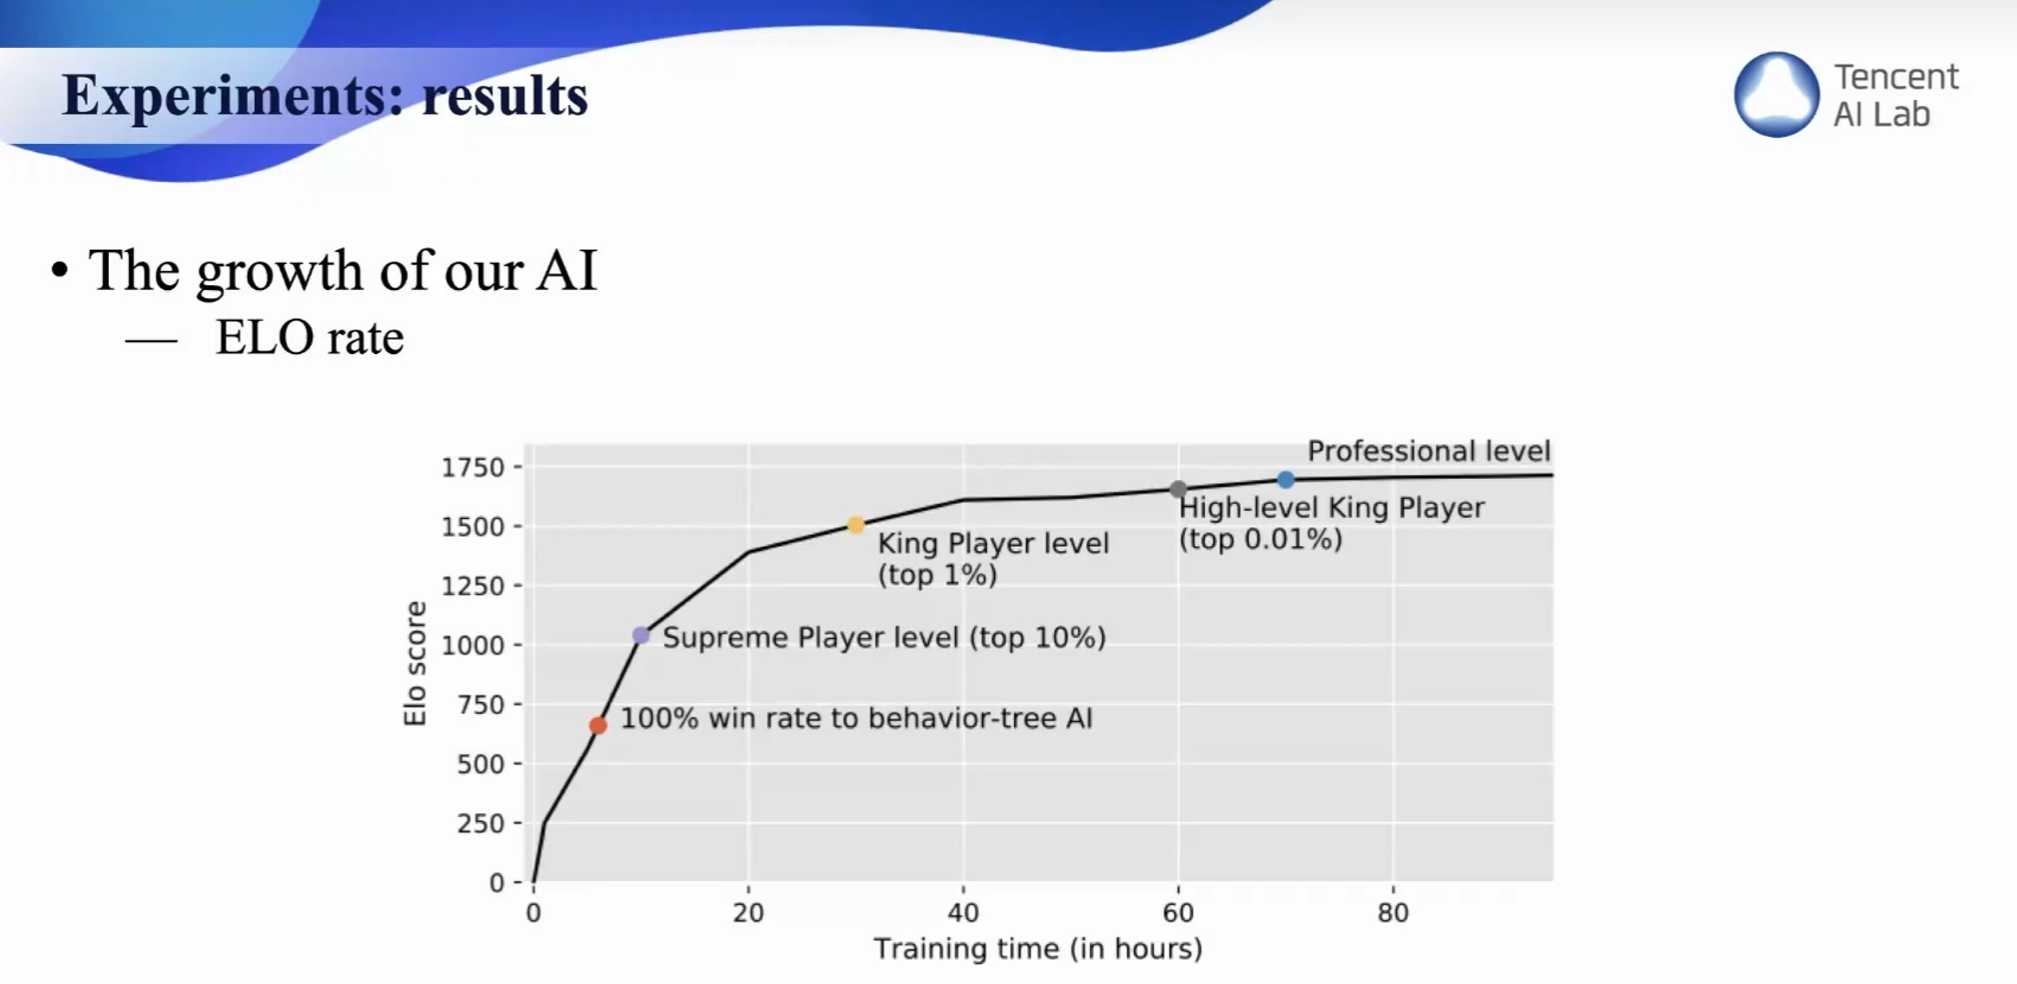 Experiments: results
Tencent
AI Lab
• The growth of our AI
— ELO rate
Professional level
1750
High-level King Player
(top 0.01%)
1500
King Player level
(top 1%)
1250
Supreme Player level (top 10%)
1000
100% win rate to behavior-tree AI
750
500
250
0
Elo score
0 20 40 60 80
Training time (in hours)